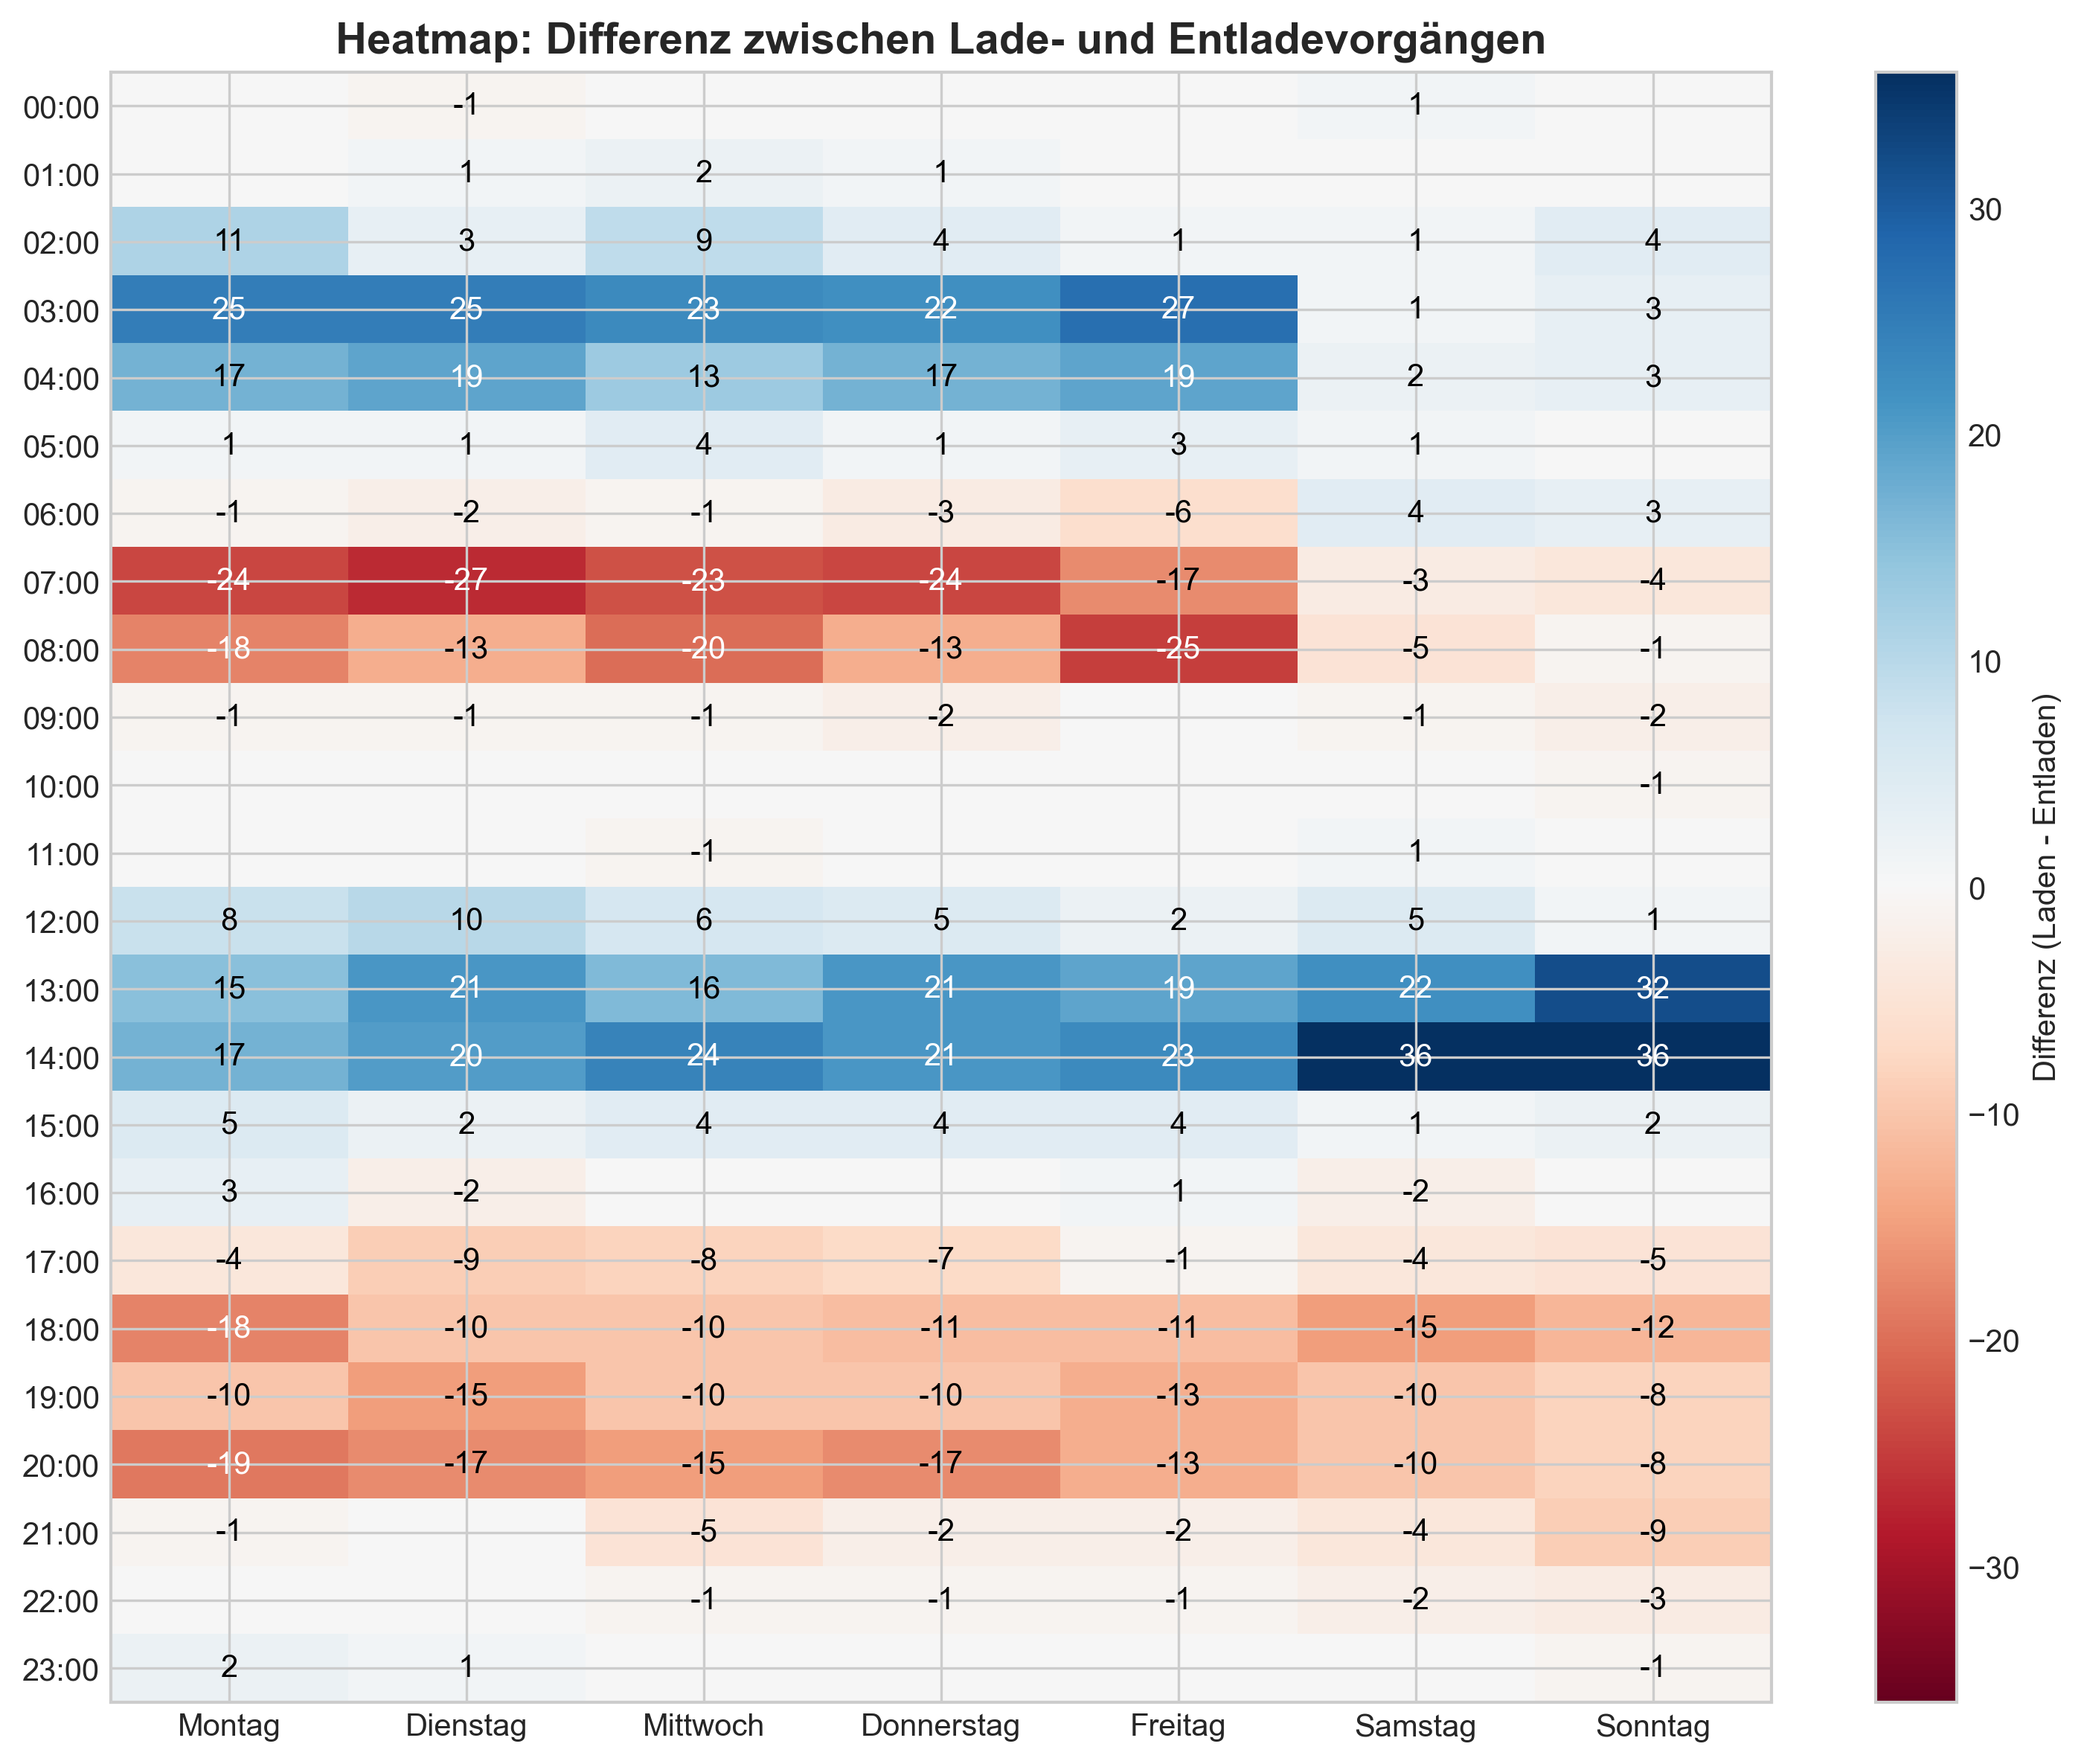 Heatmap: Differenz zwischen Lade- und Entladevorgängen
00:00 -1 1
01:00 1 2 1
02:00 11 3 9 4 1 1 4
03:00 25 25 23 22 27 1 3
04:00 17 19 13 17 19 2 3
05:00 1 1 4 1 3 1
06:00 -1 -2 -1 -3 -6 4 3
07:00 -24 -27 -23 -24 -17 -3 -4
08:00 -18 -13 -20 -13 -25 -5 -1
09:00 -1 -1 -1 -2 -1 -2
10:00 -1
11:00 -1 1
12:00 8 10 6 5 2 5 1
13:00 15 21 16 21 19 22 32
14:00 17 20 24 21 23 36 36
15:00 5 2 4 4 4 1 2
16:00 3 -2 1 -2
17:00 -4 -9 -8 -7 -1 -4 -5
18:00 -18 -10 -10 -11 -11 -15 -12
19:00 -10 -15 -10 -10 -13 -10 -8
20:00 -19 -17 -15 -17 -13 -10 -8
21:00 -1 -5 -2 -2 -4 -9
22:00 -1 -1 -1 -2 -3
23:00 2 1 -1
Montag Dienstag Mittwoch Donnerstag Freitag Samstag Sonntag
30
20
10
0
−10
−20
−30
Differenz (Laden - Entladen)